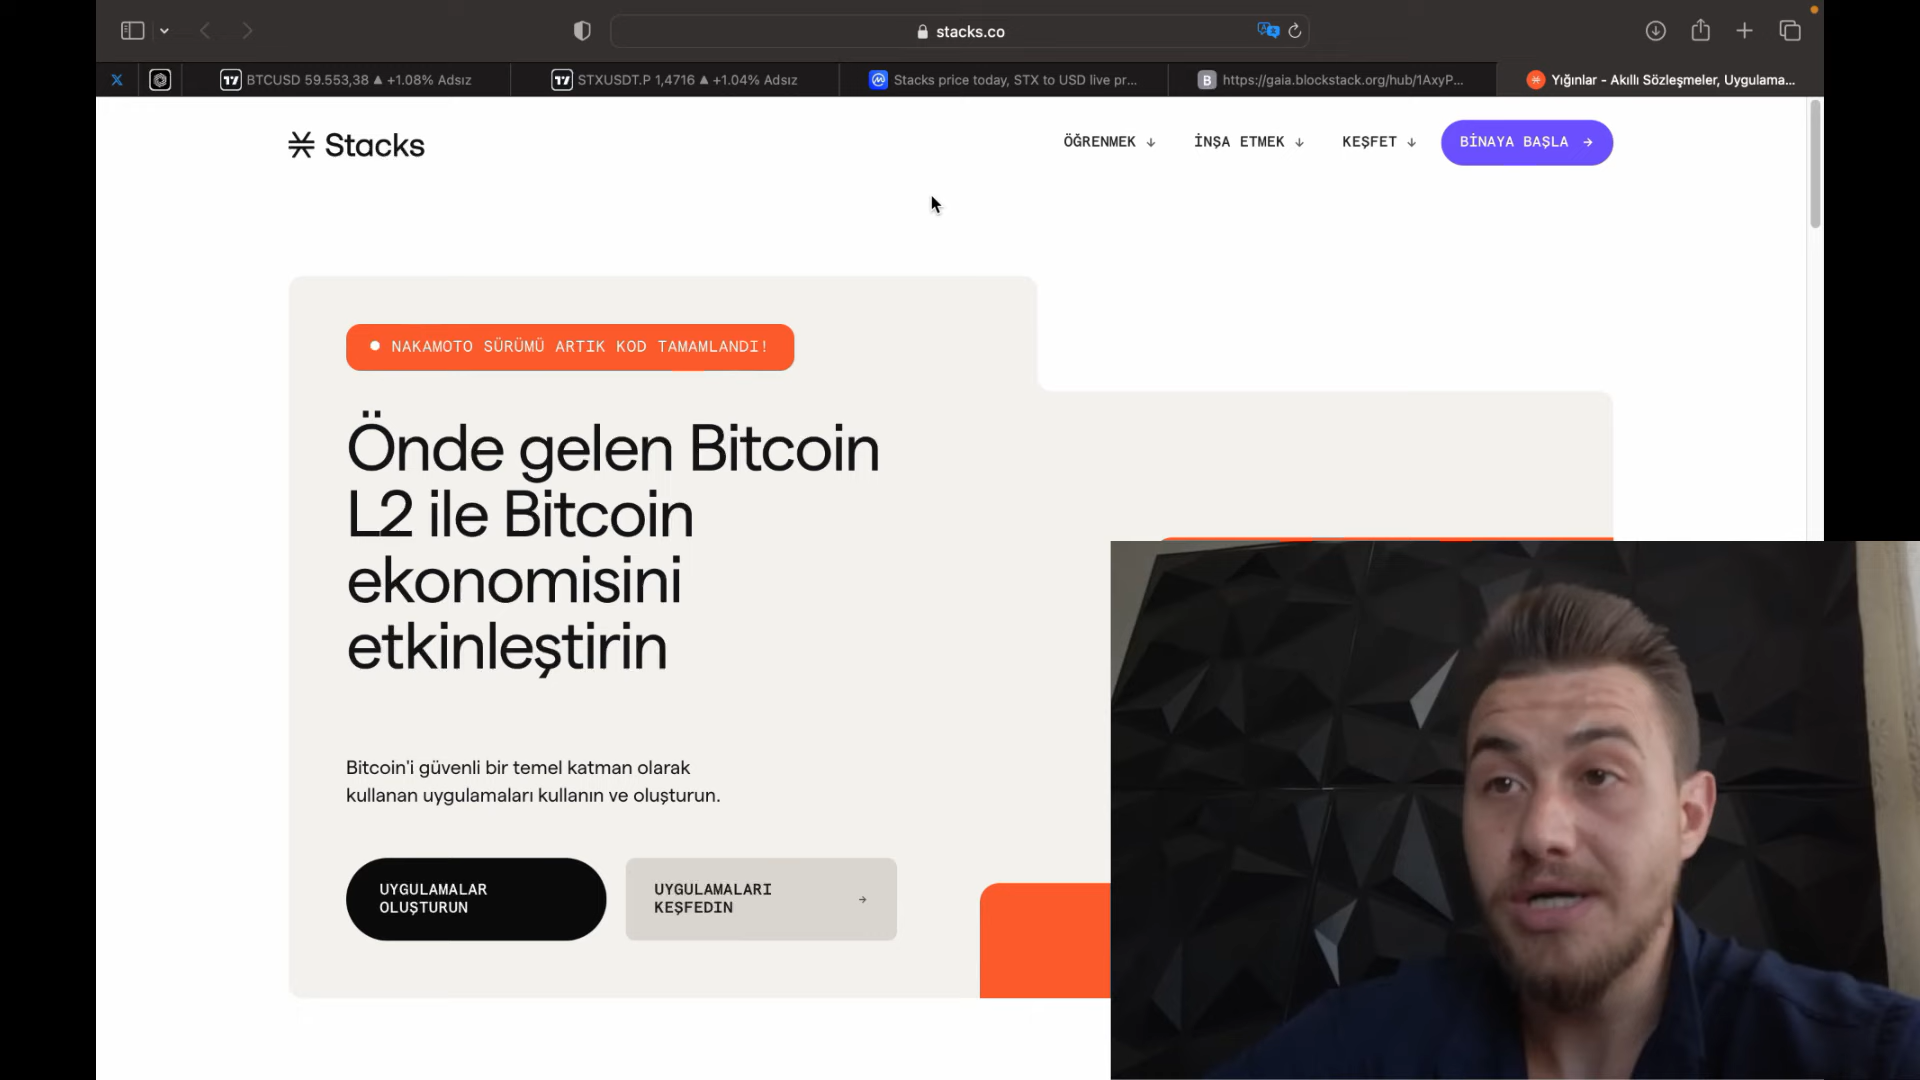 stacks.co
BTCUSD 59.553,38 ▲ +1.08% Adsız
STXUSDT.P 1,4716 ▲ +1.04% Adsız
Stacks price today, STX to USD live pr...
B
https://gaia.blockstack.org/hub/1AxyP...
Yığınlar - Akıllı Sözleşmeler, Uygulama...
Stacks
ÖĞRENMEK ↓
İNŞA ETMEK ↓
KEŞFET ↓
BİNAYA BAŞLA →
NAKAMOTO SÜRÜMÜ ARTIK KOD TAMAMLANDI!
Önde gelen Bitcoin
L2 ile Bitcoin
ekonomisini
etkinleştirin
Bitcoin'i güvenli bir temel katman olarak
kullanan uygulamaları kullanın ve oluşturun.
UYGULAMALAR
OLUŞTURUN
UYGULAMALARI
KEŞFEDIN →